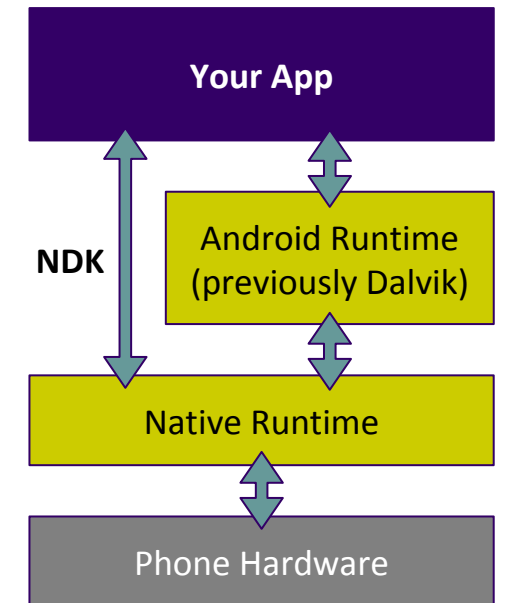 Your App
NDK
Android Runtime
(previously Dalvik)
Native Runtime
Phone Hardware